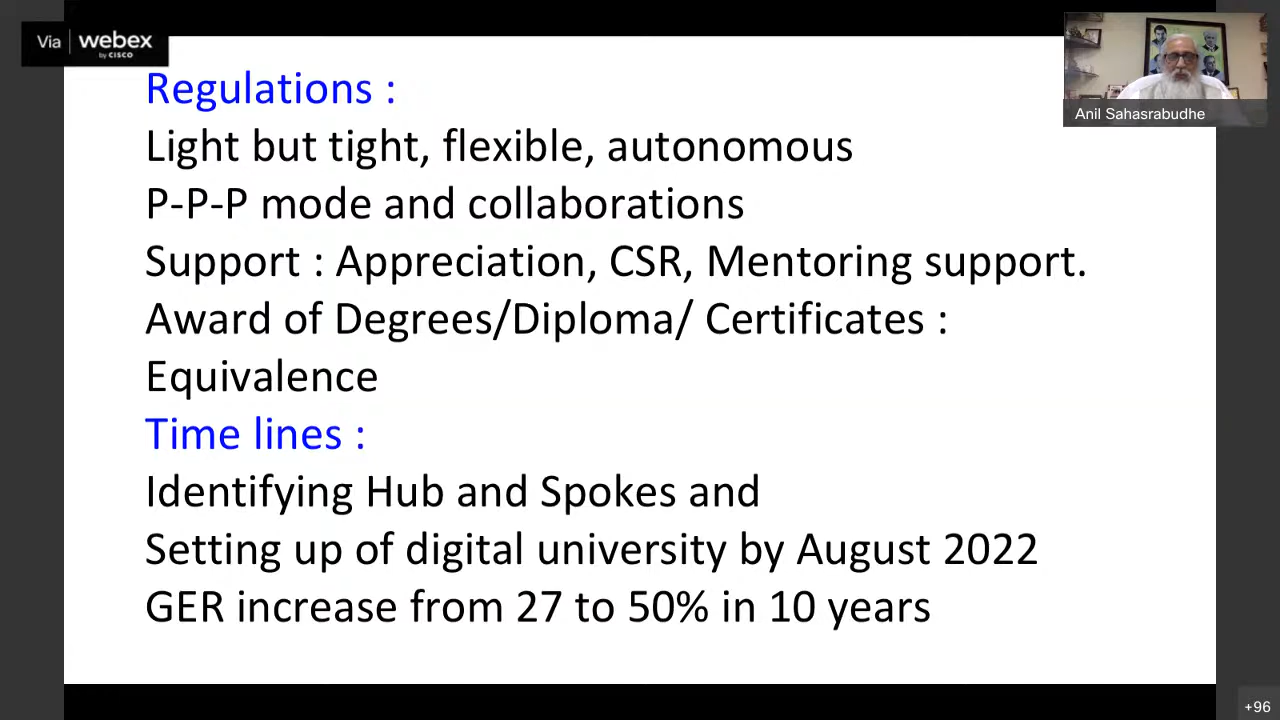 Via webex
by CISCO
Anil Sahasrabudhe
Regulations :
Light but tight, flexible, autonomous
P-P-P mode and collaborations
Support : Appreciation, CSR, Mentoring support.
Award of Degrees/Diploma/ Certificates :
Equivalence
Time lines :
Identifying Hub and Spokes and
Setting up of digital university by August 2022
GER increase from 27 to 50% in 10 years
+96